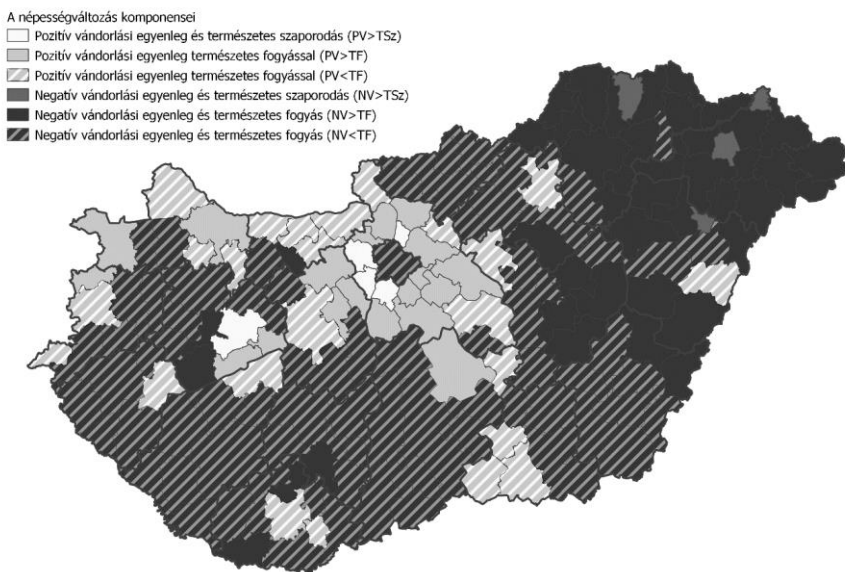 A népességváltozás komponensei
Pozitív vándorlási egyenleg és természetes szaporodás (PV>TSz)
Pozitív vándorlási egyenleg természetes fogyással (PV>TF)
Pozitív vándorlási egyenleg természetes fogyással (PV<TF)
Negatív vándorlási egyenleg és természetes szaporodás (NV>TSz)
Negatív vándorlási egyenleg és természetes fogyás (NV>TF)
Negatív vándorlási egyenleg és természetes fogyás (NV<TF)